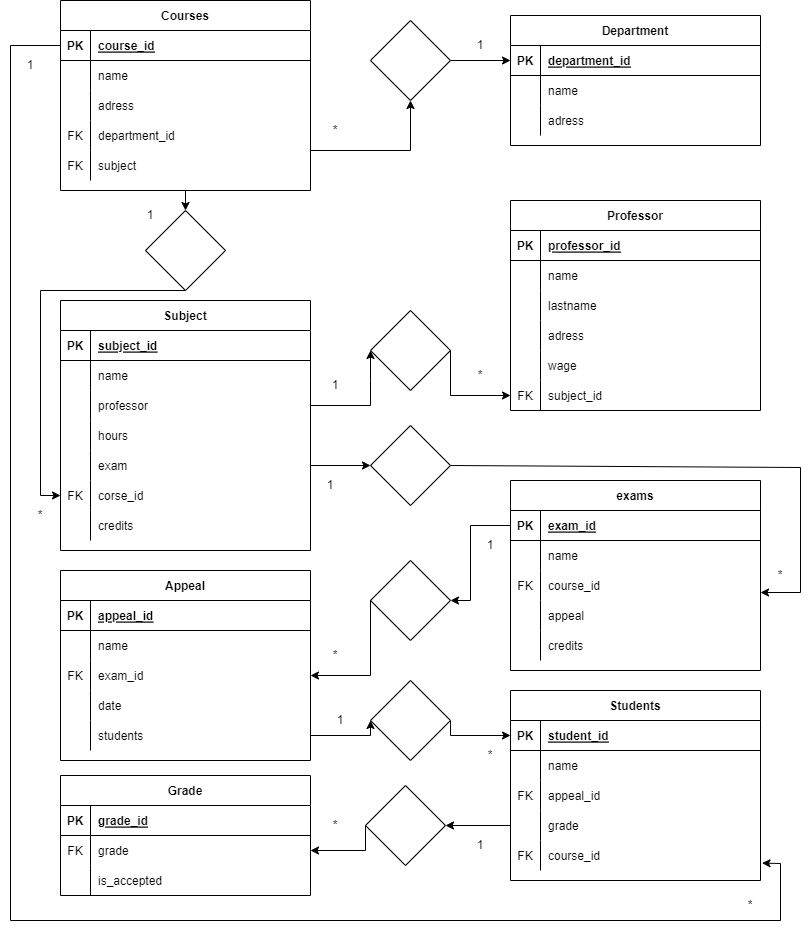 Courses
PK course_id
name
adress
FK department_id
FK subject
1
*
1
Department
PK department_id
name
adress
1
Professor
PK professor_id
name
lastname
adress
wage
FK subject_id
Subject
PK subject_id
name
professor
hours
exam
FK corse_id
credits
*
1
*
1
exams
PK exam_id
name
FK course_id
appeal
credits
1
*
Appeal
PK appeal_id
name
FK exam_id
date
students
*
1
*
Students
PK student_id
name
FK appeal_id
grade
FK course_id
Grade
PK grade_id
FK grade
is_accepted
*
1
*